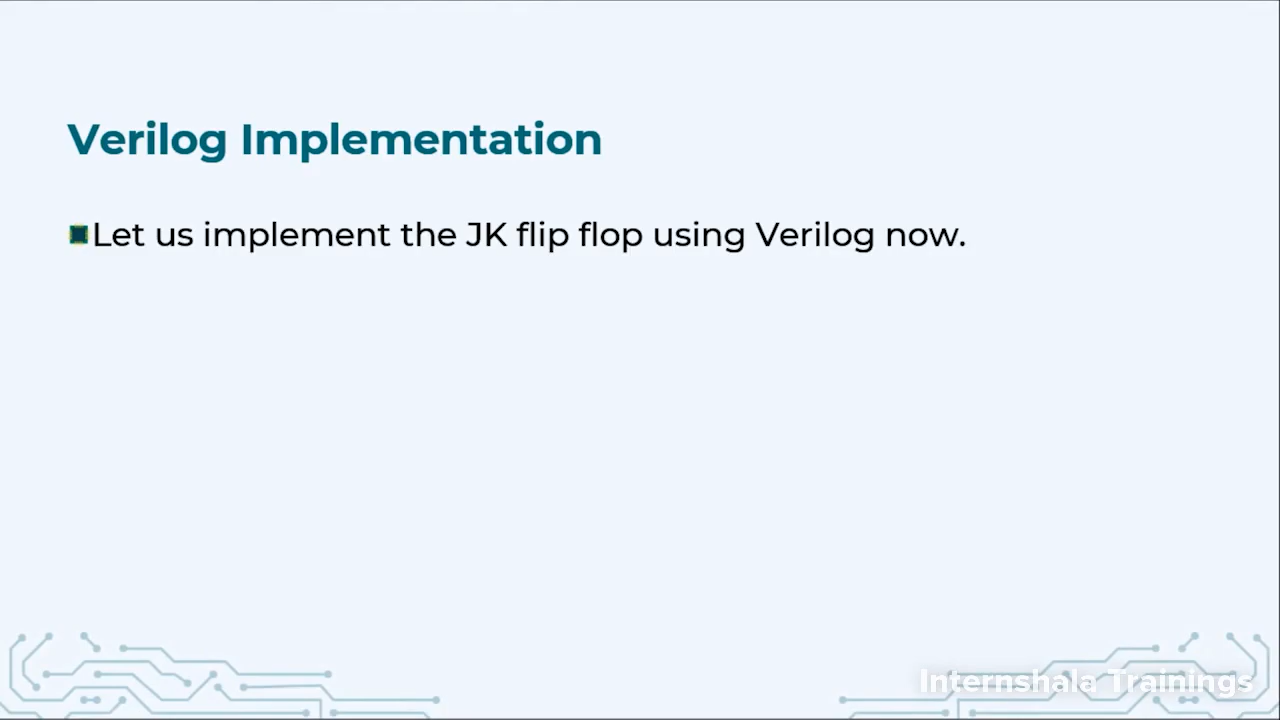 Verilog Implementation
Let us implement the JK flip flop using Verilog now.
Internshala Trainings